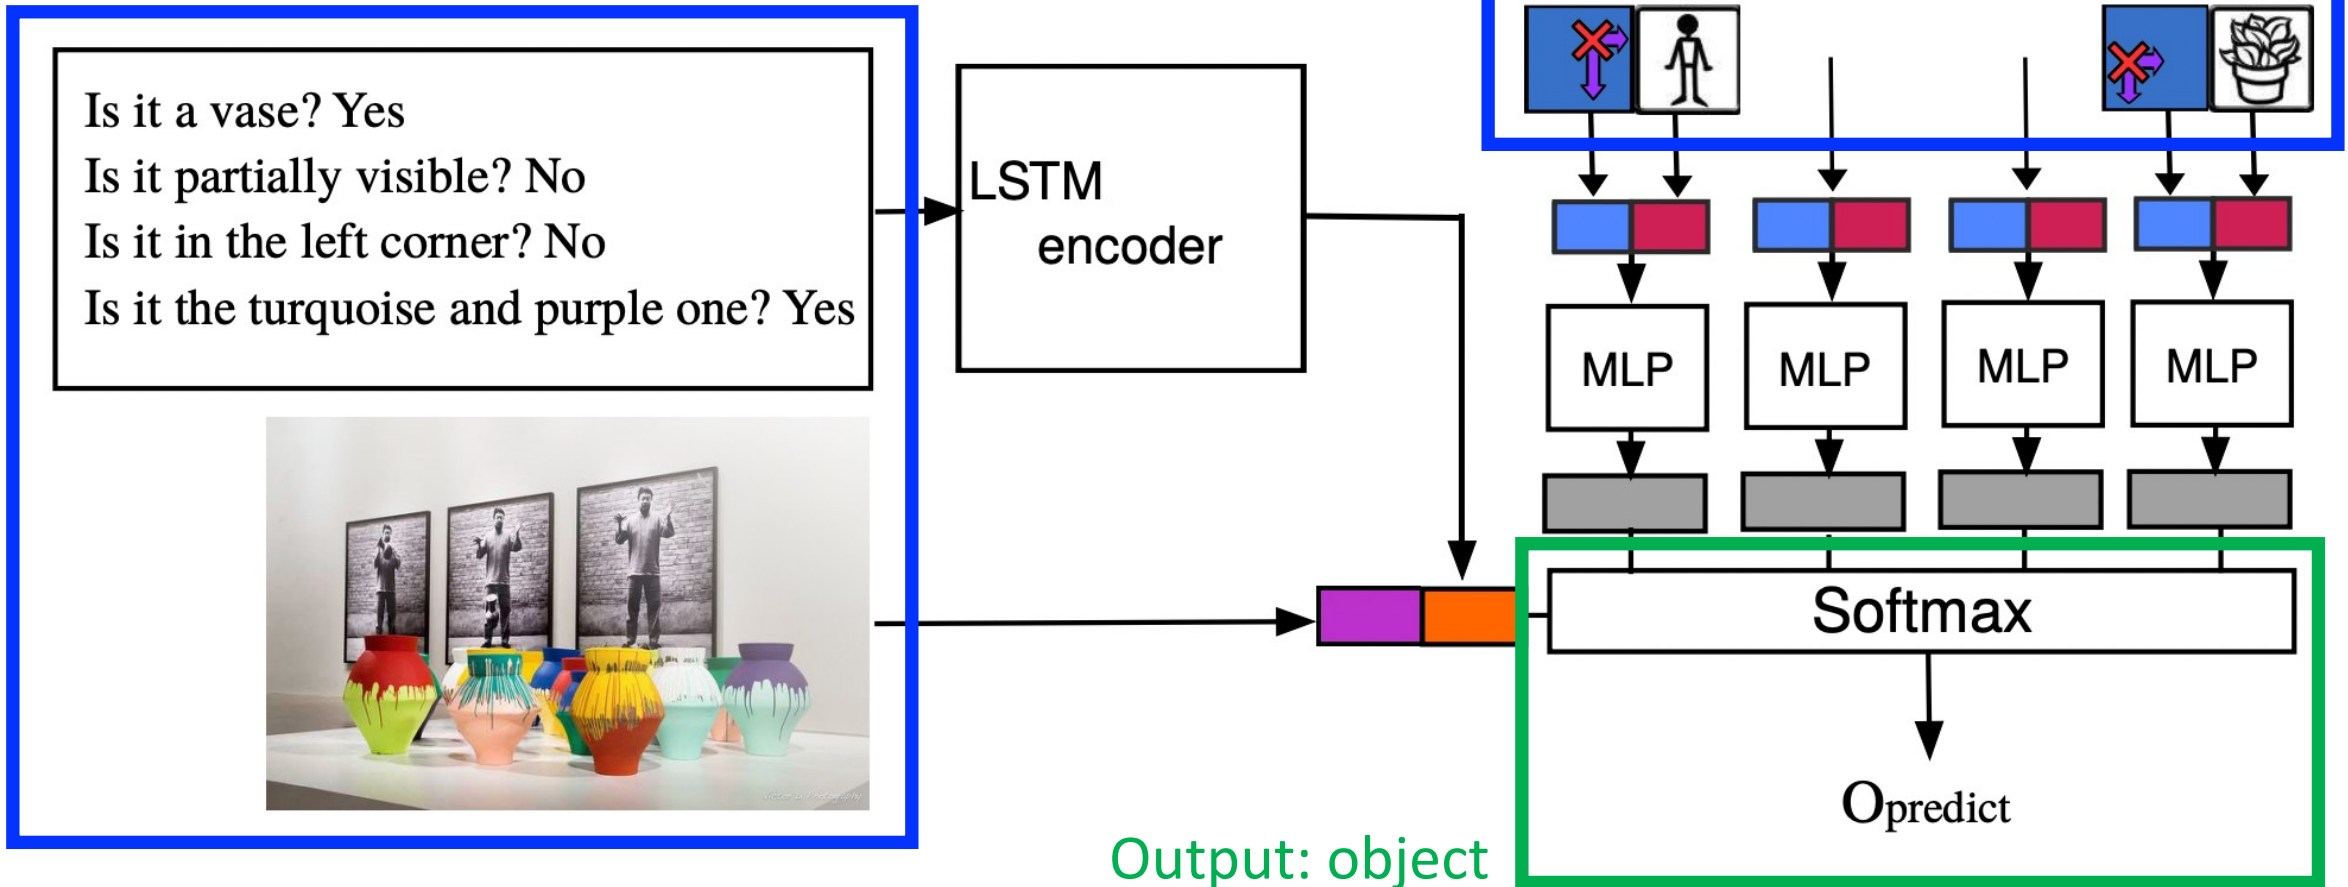 Is it a vase? Yes
Is it partially visible? No
Is it in the left corner? No
Is it the turquoise and purple one? Yes
LSTM
encoder
MLP
MLP
MLP
MLP
Softmax
Opredict
Output: object